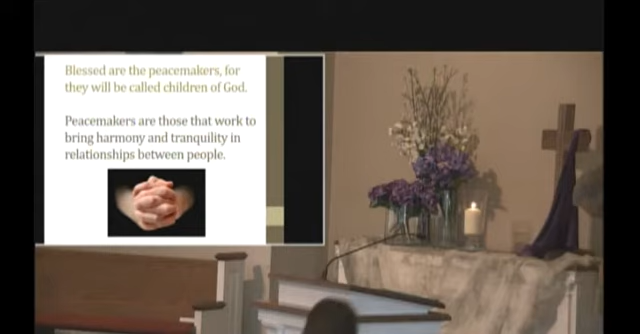 Blessed are the peacemakers, for
they will be called children of God.
Peacemakers are those that work to
bring harmony and tranquility in
relationships between people.